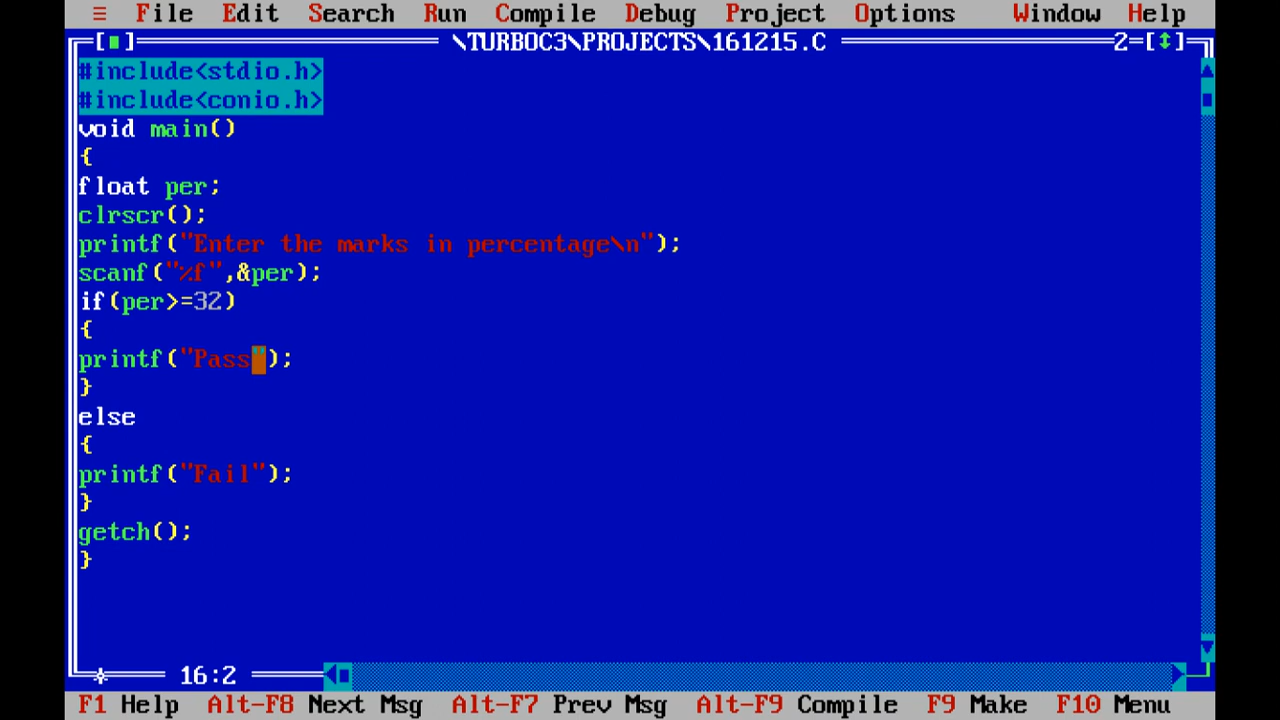 ≡ File Edit Search Run Compile Debug Project Options Window Help
[■] \TURBOC3\PROJECTS\161215.C 2=[↕]
#include<stdio.h>
#include<conio.h>
void main()
{
float per;
clrscr();
printf("Enter the marks in percentage\n");
scanf("%f",&per);
if(per>=32)
{
printf("Pass");
}
else
{
printf("Fail");
}
getch();
}
16:2
F1 Help Alt-F8 Next Msg Alt-F7 Prev Msg Alt-F9 Compile F9 Make F10 Menu